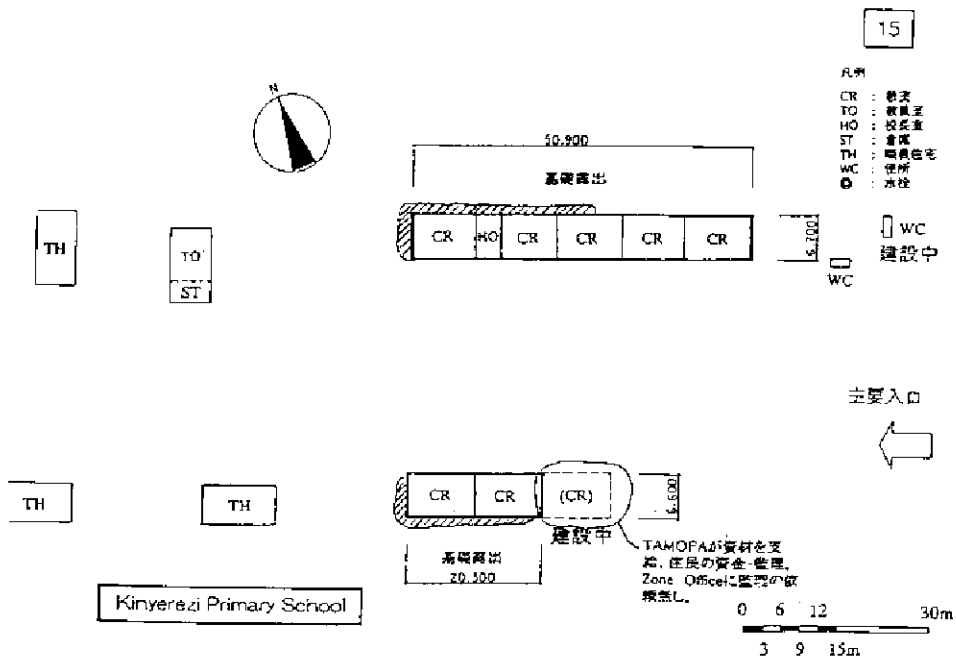 15
凡例
CR : 教室
TO : 教員室
HO : 校長室
ST : 倉庫
TH : 職員住宅
WC : 便所
: 水栓
N
50.900
基礎露出
CR
HO
CR
CR
CR
CR
6.700
WC
建設中
WC
TH
TO
ST
主要入口
TH
TH
CR
CR
(CR)
6.600
建設中
基礎露出
20.500
TAMOPAが資材を支
給、住民の資金・監理。
Zone Officeに監理の依
頼無し。
Kinyerezi Primary School
0 6 12 30m
3 9 15m